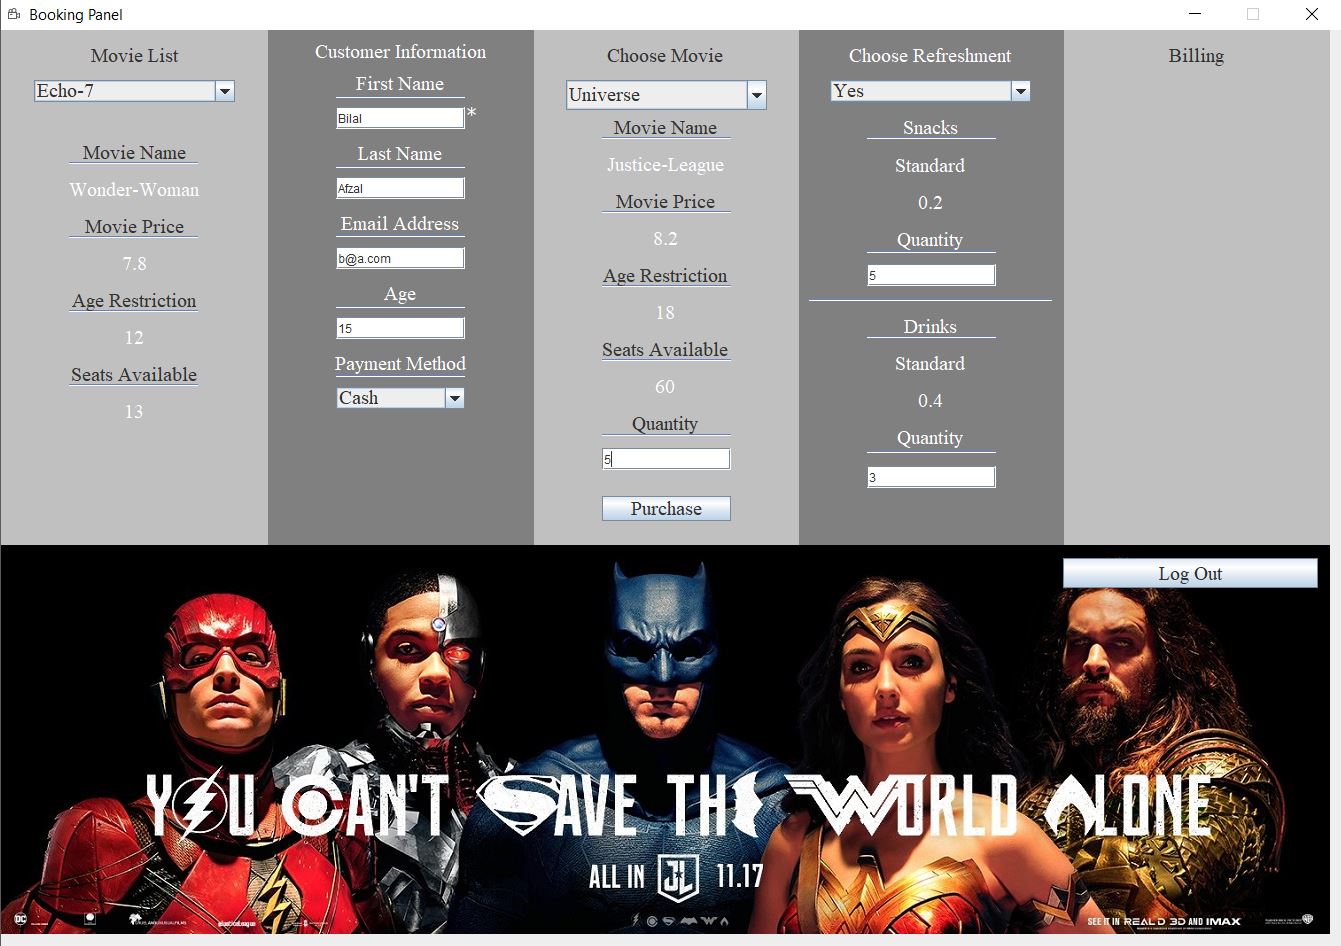 Booking Panel
Movie List
Echo-7
Movie Name
Wonder-Woman
Movie Price
7.8
Age Restriction
12
Seats Available
13
Customer Information
First Name
Bilal *
Last Name
Afzal
Email Address
b@a.com
Age
15
Payment Method
Cash
Choose Movie
Universe
Movie Name
Justice-League
Movie Price
8.2
Age Restriction
18
Seats Available
60
Quantity
5
Purchase
Choose Refreshment
Yes
Snacks
Standard
0.2
Quantity
5
Drinks
Standard
0.4
Quantity
3
Billing
Log Out
YOU CAN'T SAVE THE WORLD ALONE
ALL IN JL 11.17
DC
SEE IT IN REAL D 3D AND IMAX